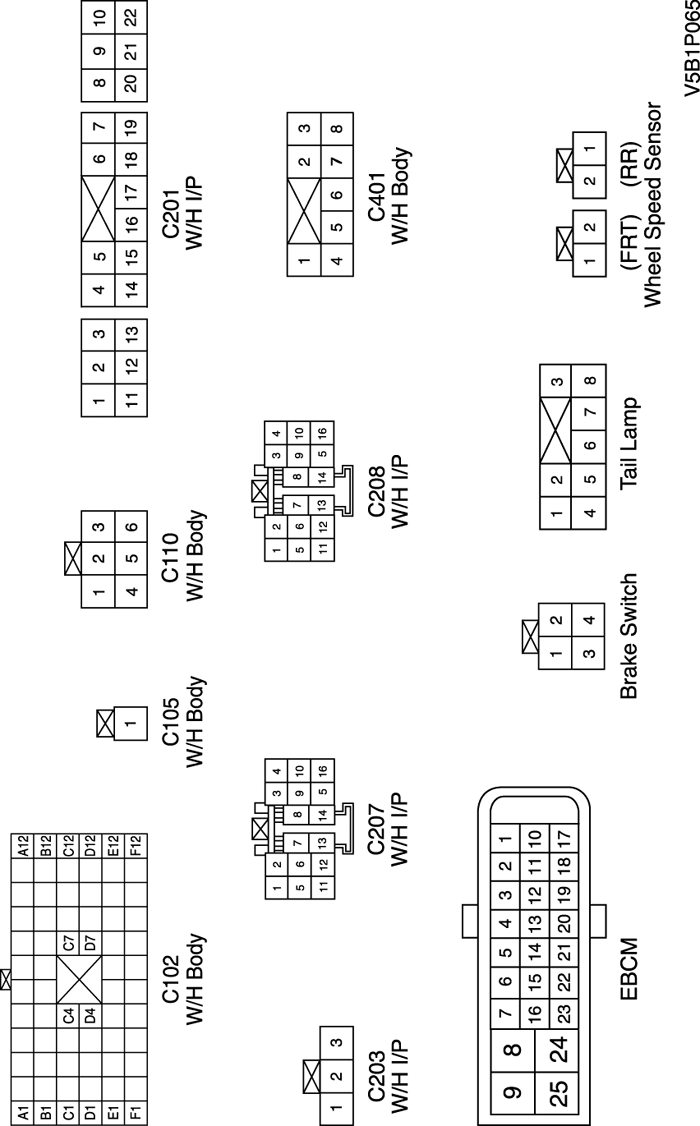 A1 A12
B1 B12
C1 C4 C7 C12
D1 D4 D7 D12
E1 E12
F1 F12
C102
W/H Body
1
C105
W/H Body
1 2 3
4 5 6
C110
W/H Body
1 2 3 4 5 6 7 8 9 10
11 12 13 14 15 16 17 18 19 20 21 22
C201
W/H I/P
1 2 3
C203
W/H I/P
1 2 3 4
5 6 7 8 9 10
11 12 13 14 5 16
C207
W/H I/P
1 2 3 4
5 6 7 8 9 10
11 12 13 14 5 16
C208
W/H I/P
1 2 3
4 5 6 7 8
C401
W/H Body
9 8 7 6 5 4 3 2 1
16 15 14 13 12 11 10
25 24 23 22 21 20 19 18 17
EBCM
1 2
3 4
Brake Switch
1 2 3
4 5 6 7 8
Tail Lamp
1 2 2 1
(FRT) (RR)
Wheel Speed Sensor
V5B1P065